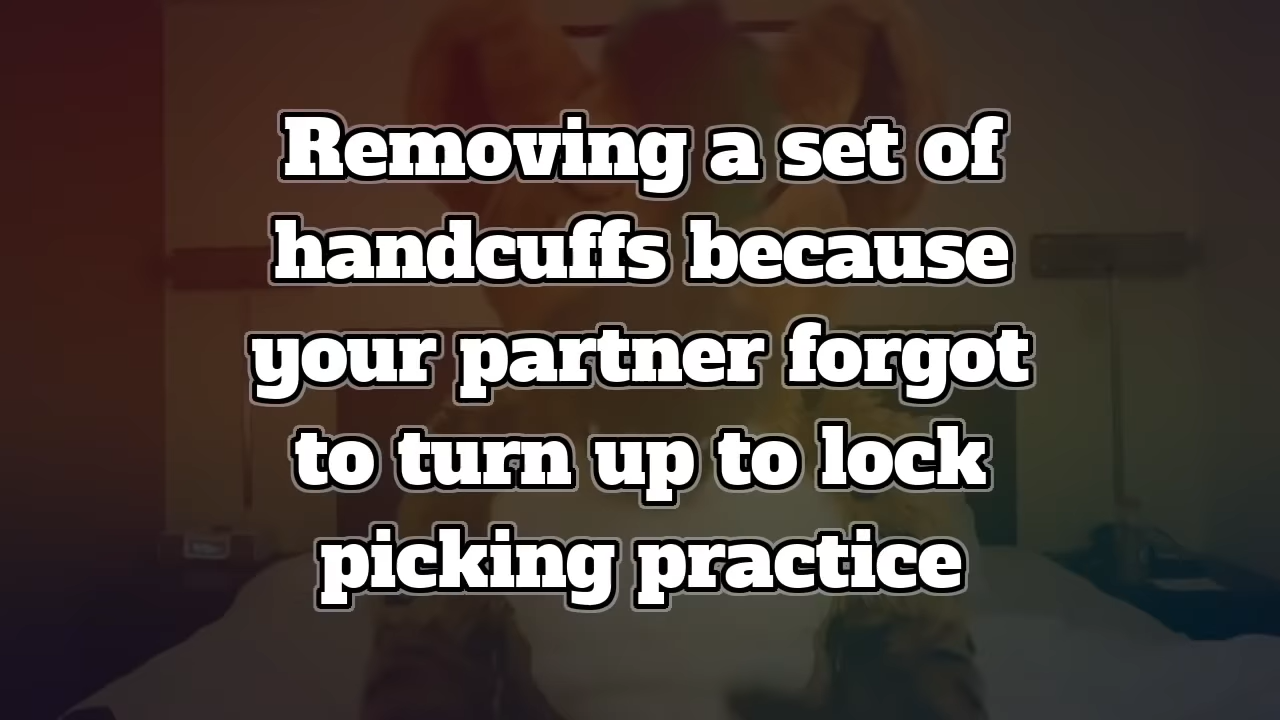 Removing a set of
handcuffs because
your partner forgot
to turn up to lock
picking practice